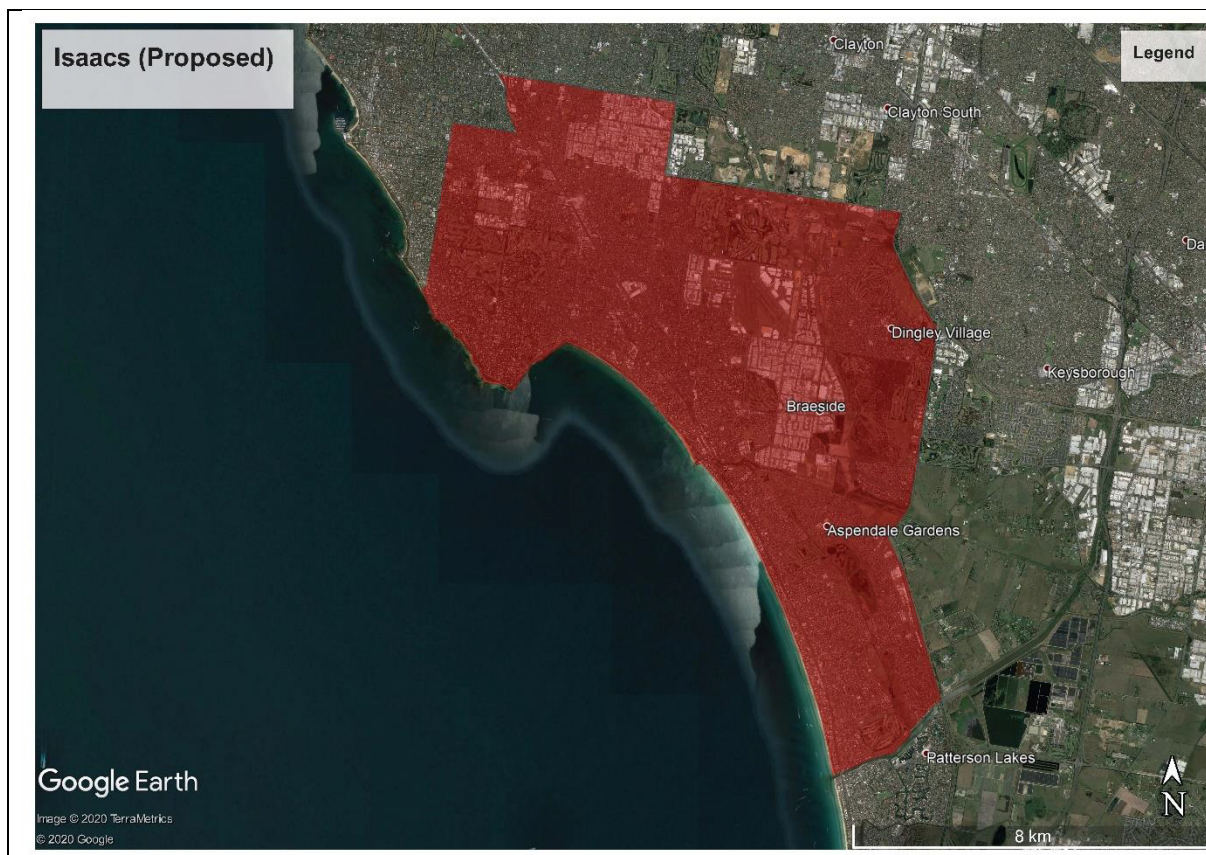 Isaacs (Proposed)
Legend
Clayton
Clayton South
Da
Dingley Village
Keysborough
Braeside
Aspendale Gardens
Patterson Lakes
Google Earth
Image © 2020 TerraMetrics
© 2020 Google
N
8 km